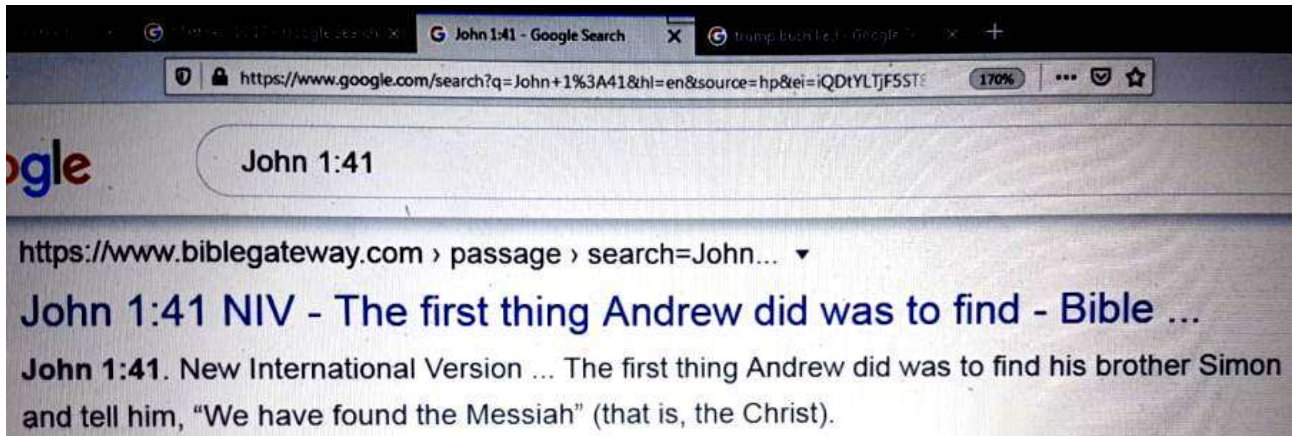 John 1:41 - Google Search
https://www.google.com/search?q=John+1%3A41&hl=en&source=hp&ei=iQDtYLTjF5ST 170%
ogle John 1:41
https://www.biblegateway.com › passage › search=John...
John 1:41 NIV - The first thing Andrew did was to find - Bible ...
John 1:41. New International Version ... The first thing Andrew did was to find his brother Simon
and tell him, “We have found the Messiah” (that is, the Christ).